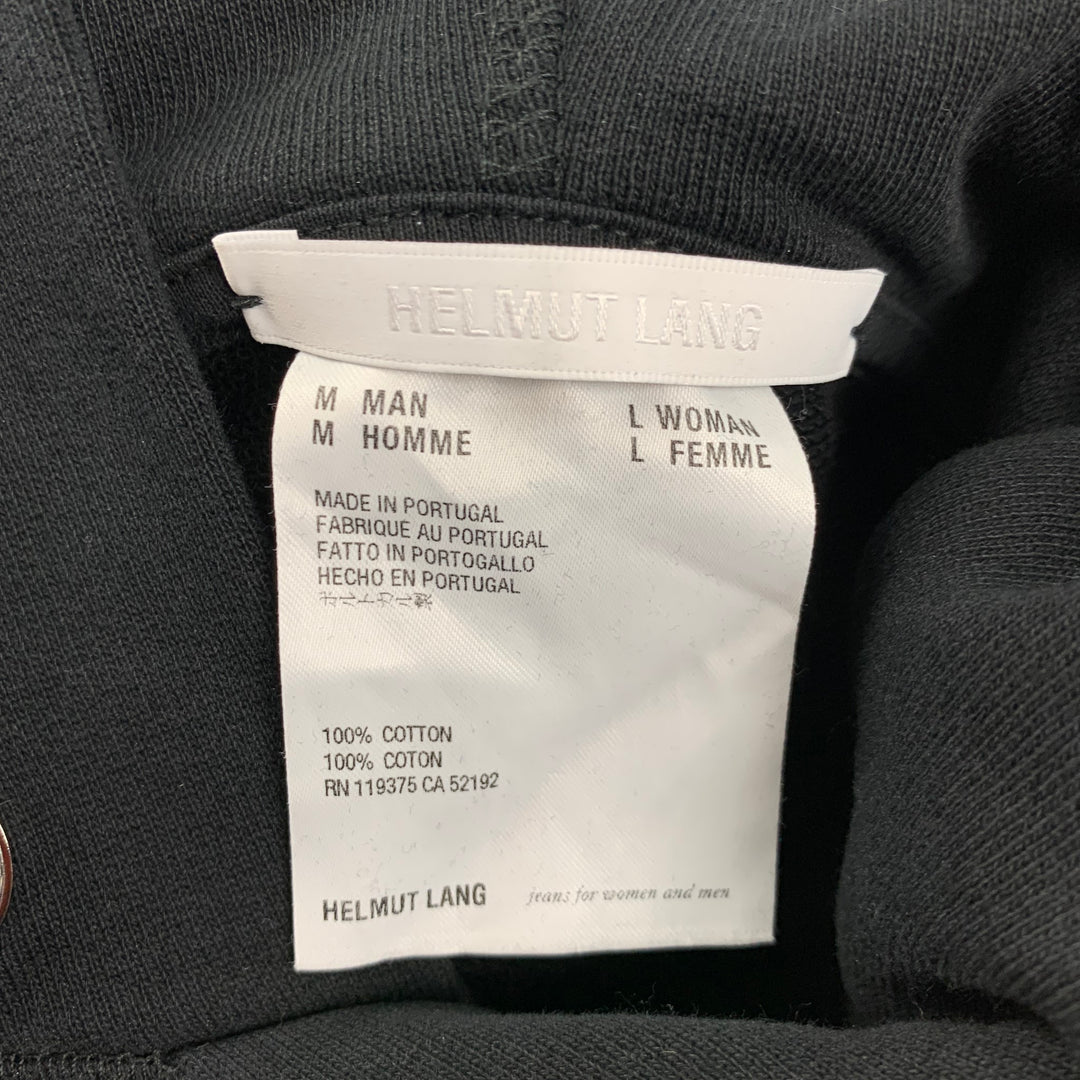 HELMUT LANG
M MAN L WOMAN
M HOMME L FEMME
MADE IN PORTUGAL
FABRIQUE AU PORTUGAL
FATTO IN PORTOGALLO
HECHO EN PORTUGAL
100% COTTON
100% COTON
RN 119375 CA 52192
HELMUT LANG jeans for women and men